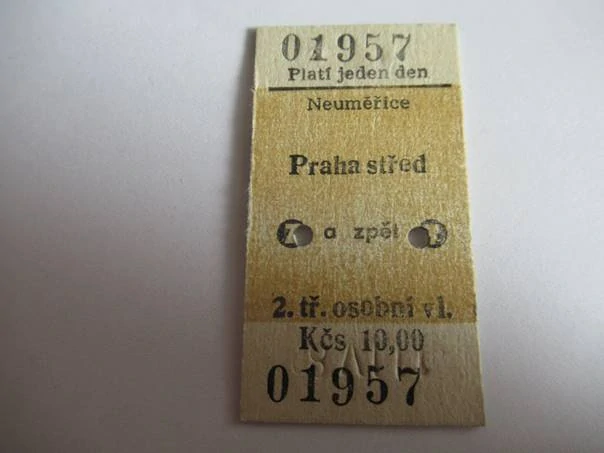 01957
Platí jeden den
Neuměřice
Praha střed
Z a zpět
2. tř. osobní vl.
Kčs 10,00
01957